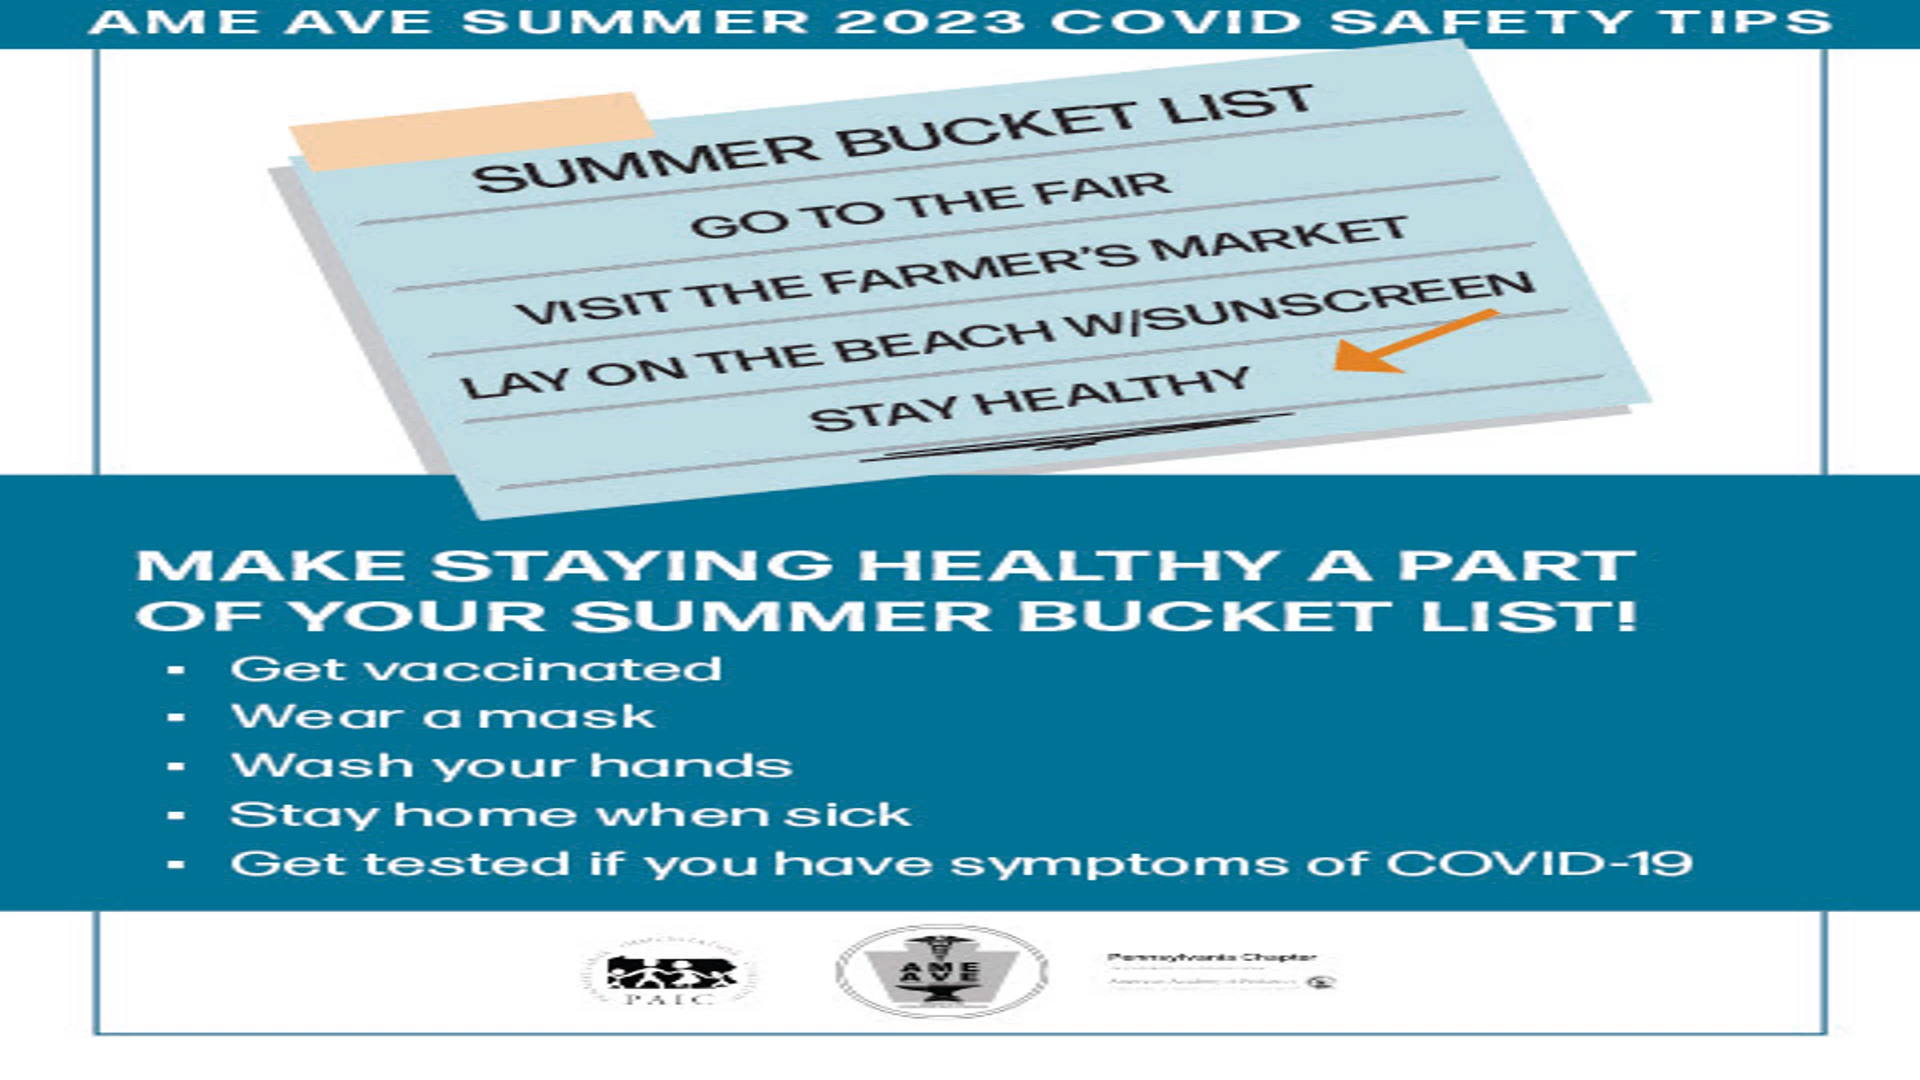 AME AVE SUMMER 2023 COVID SAFETY TIPS
SUMMER BUCKET LIST
GO TO THE FAIR
VISIT THE FARMER'S MARKET
LAY ON THE BEACH W/SUNSCREEN
STAY HEALTHY
MAKE STAYING HEALTHY A PART
OF YOUR SUMMER BUCKET LIST!
▪ Get vaccinated
▪ Wear a mask
▪ Wash your hands
▪ Stay home when sick
▪ Get tested if you have symptoms of COVID-19
PAIC
AME
AVE
Pennsylvania Chapter